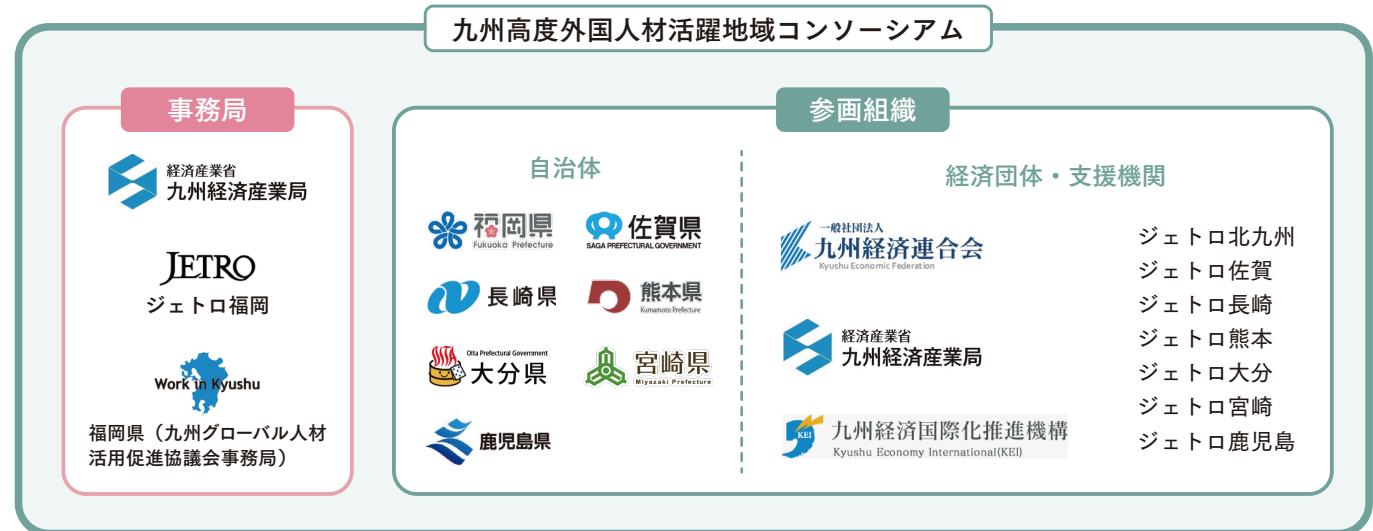 九州高度外国人材活躍地域コンソーシアム
事務局
経済産業省
九州経済産業局
JETRO
ジェトロ福岡
Work in Kyushu
福岡県（九州グローバル人材
活用促進協議会事務局）
参画組織
自治体
福岡県
Fukuoka Prefecture
佐賀県
SAGA PREFECTURAL GOVERNMENT
長崎県
熊本県
Kumamoto Prefecture
Oita Prefectural Government
大分県
宮崎県
Miyazaki Prefecture
鹿児島県
経済団体・支援機関
一般社団法人
九州経済連合会
Kyushu Economic Federation
経済産業省
九州経済産業局
KEI
九州経済国際化推進機構
Kyushu Economy International(KEI)
ジェトロ北九州
ジェトロ佐賀
ジェトロ長崎
ジェトロ熊本
ジェトロ大分
ジェトロ宮崎
ジェトロ鹿児島